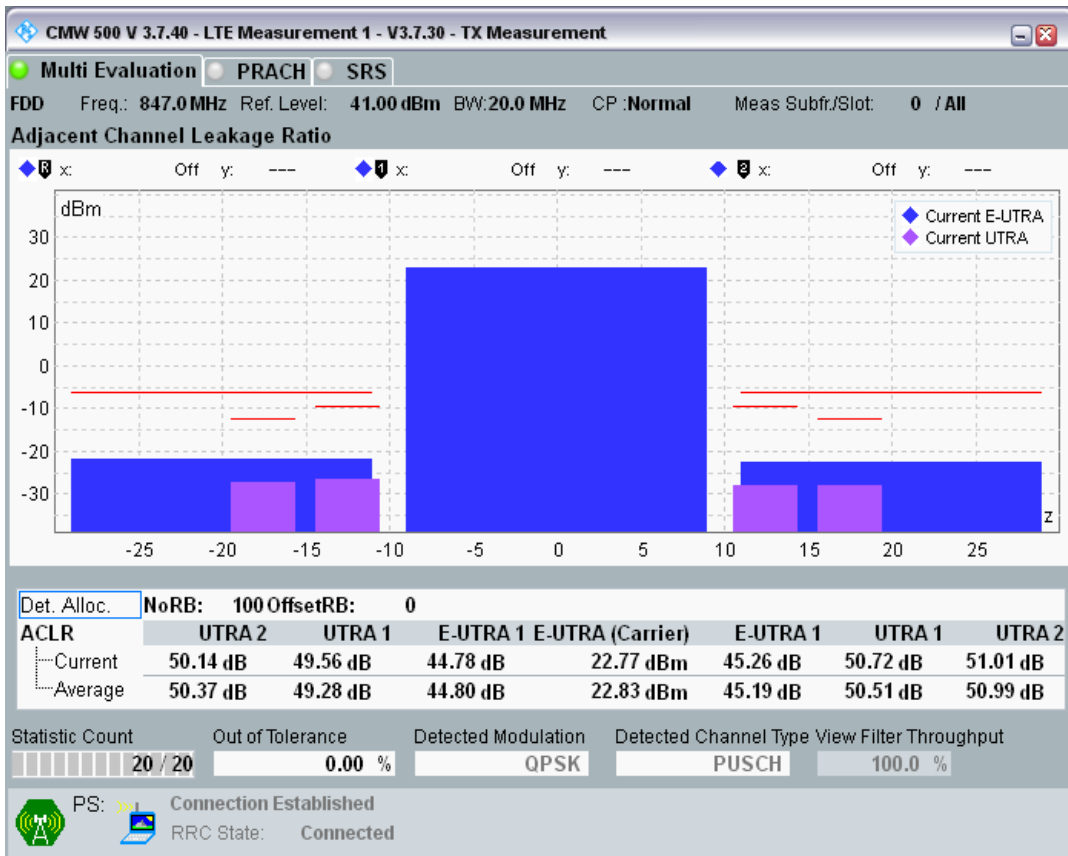 CMW 500 V 3.7.40 - LTE Measurement 1 - V3.7.30 - TX Measurement
Multi Evaluation PRACH SRS
FDD Freq.: 847.0 MHz Ref. Level: 41.00 dBm BW:20.0 MHz CP :Normal Meas Subfr./Slot: 0 / All
Adjacent Channel Leakage Ratio
R x: Off y: --- 1 x: Off y: --- 2 x: Off y: ---
dBm
Current E-UTRA
Current UTRA
30
20
10
0
-10
-20
-30
z
-25 -20 -15 -10 -5 0 5 10 15 20 25
Det. Alloc. NoRB: 100 OffsetRB: 0
ACLR UTRA 2 UTRA 1 E-UTRA 1 E-UTRA (Carrier) E-UTRA 1 UTRA 1 UTRA 2
Current 50.14 dB 49.56 dB 44.78 dB 22.77 dBm 45.26 dB 50.72 dB 51.01 dB
Average 50.37 dB 49.28 dB 44.80 dB 22.83 dBm 45.19 dB 50.51 dB 50.99 dB
Statistic Count Out of Tolerance Detected Modulation Detected Channel Type View Filter Throughput
20 / 20 0.00 % QPSK PUSCH 100.0 %
PS: Connection Established
RRC State: Connected